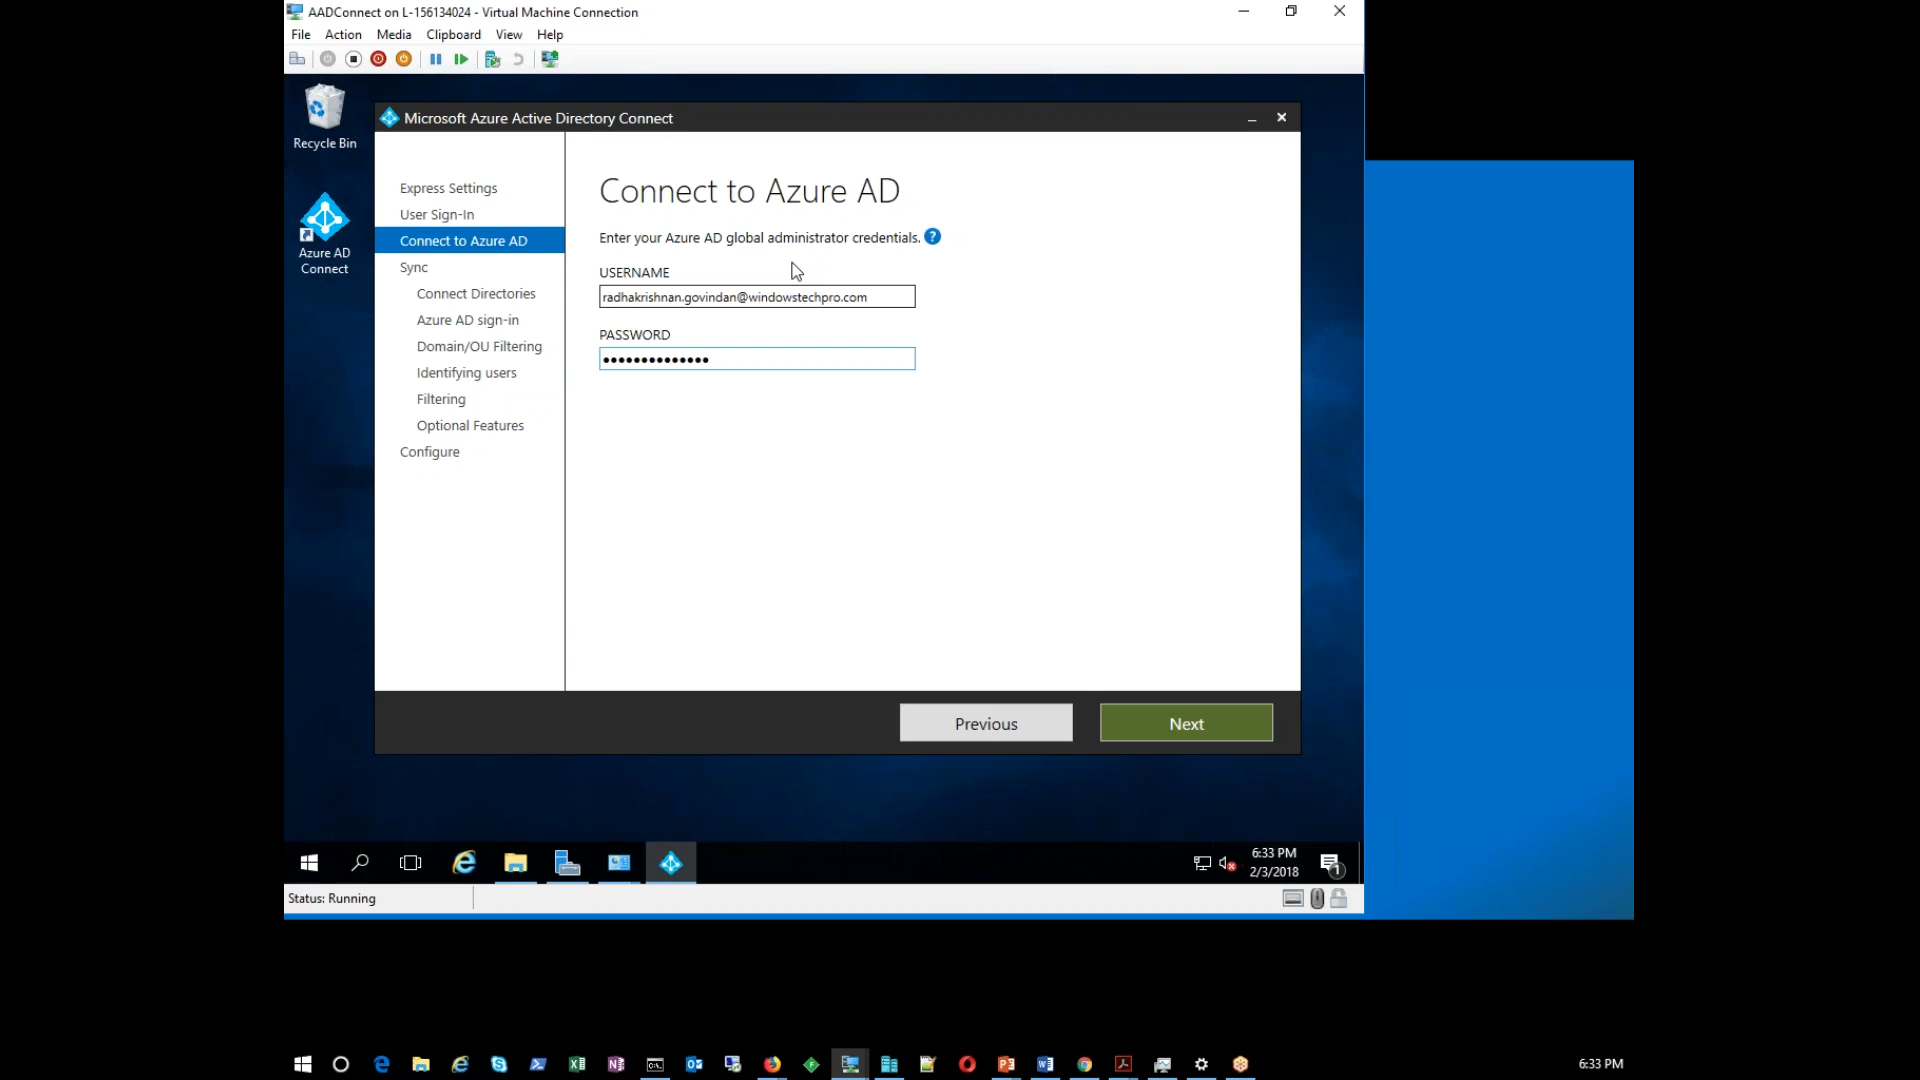 AADConnect on L-156134024 - Virtual Machine Connection
File Action Media Clipboard View Help
Recycle Bin
Azure AD
Connect
Microsoft Azure Active Directory Connect
Express Settings
User Sign-In
Connect to Azure AD
Sync
Connect Directories
Azure AD sign-in
Domain/OU Filtering
Identifying users
Filtering
Optional Features
Configure
Connect to Azure AD
Enter your Azure AD global administrator credentials. ?
USERNAME
radhakrishnan.govindan@windowstechpro.com
PASSWORD
●●●●●●●●●●●●●●
Previous
Next
6:33 PM
2/3/2018
1
Status: Running
6:33 PM